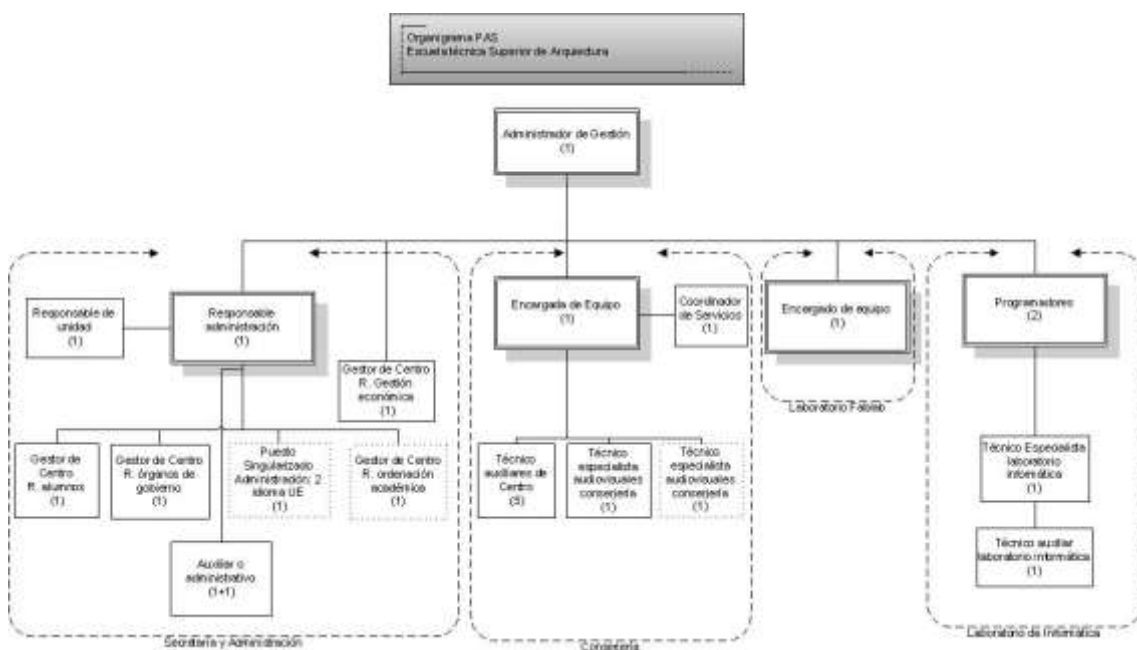 Organigrama PAS
Escuela técnica Superior de Arquiectura
Administrador de Gestión
(1)
Responsable de
unidad
(1)
Responsable
administración
(1)
Gestor de Centro
R. Gestión
económica
(1)
Gestor de
Centro
R. alumnos
(1)
Gestor de Centro
R. órganos de
gobierno
(1)
Puesto
Singularizado
Administración: 2
idioma UE
(1)
Gestor de Centro
R. ordenación
académica
(1)
Auxiliar o
administrativo
(1+1)
Secretaría y Administración
Encargada de Equipo
(1)
Coordinador
de Servicios
(1)
Técnico
auxiliares de
Centro
(5)
Técnico
especialista
audiovisuales
conserjería
(1)
Técnico
especialista
audiovisuales
conserjería
(1)
Conserjería
Encargado de equipo
(1)
Laboratorio Fablab
Programadores
(2)
Técnico Especialista
laboratorio
informática
(1)
Técnico auxiliar
laboratorio informática
(1)
Laboratorio de Informática